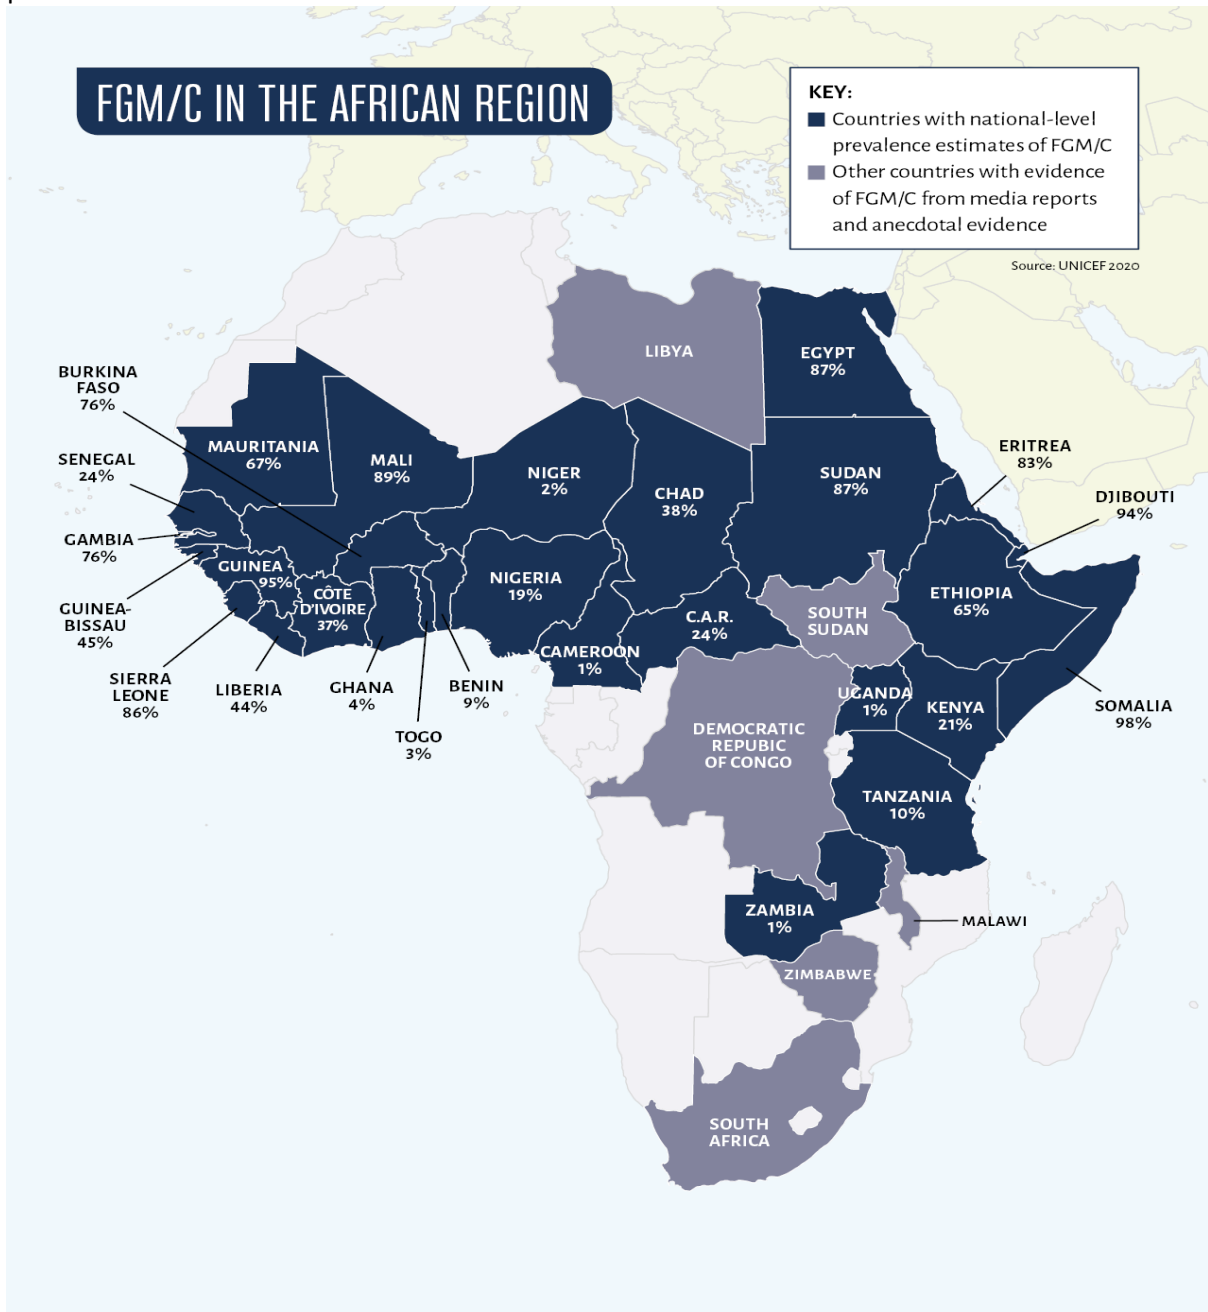 FGM/C IN THE AFRICAN REGION
KEY:
Countries with national-level
prevalence estimates of FGM/C
Other countries with evidence
of FGM/C from media reports
and anecdotal evidence
Source: UNICEF 2020
LIBYA
EGYPT
87%
BURKINA
FASO
76%
MAURITANIA
67%
MALI
89%
NIGER
2%
CHAD
38%
SUDAN
87%
ERITREA
83%
SENEGAL
24%
DJIBOUTI
94%
GAMBIA
76%
GUINEA
95%
CÔTE
D'IVOIRE
37%
NIGERIA
19%
C.A.R.
24%
SOUTH
SUDAN
ETHIOPIA
65%
GUINEA-
BISSAU
45%
CAMEROON
1%
SIERRA
LEONE
86%
LIBERIA
44%
GHANA
4%
BENIN
9%
TOGO
3%
UGANDA
1%
KENYA
21%
SOMALIA
98%
DEMOCRATIC
REPUBIC
OF CONGO
TANZANIA
10%
ZAMBIA
1%
MALAWI
ZIMBABWE
SOUTH
AFRICA